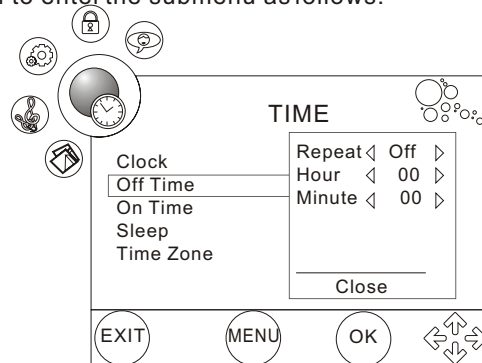 to enter the submenu as follows:
TIME
Clock
Off Time
On Time
Sleep
Time Zone
Repeat Off
Hour 00
Minute 00
Close
EXIT
MENU
OK